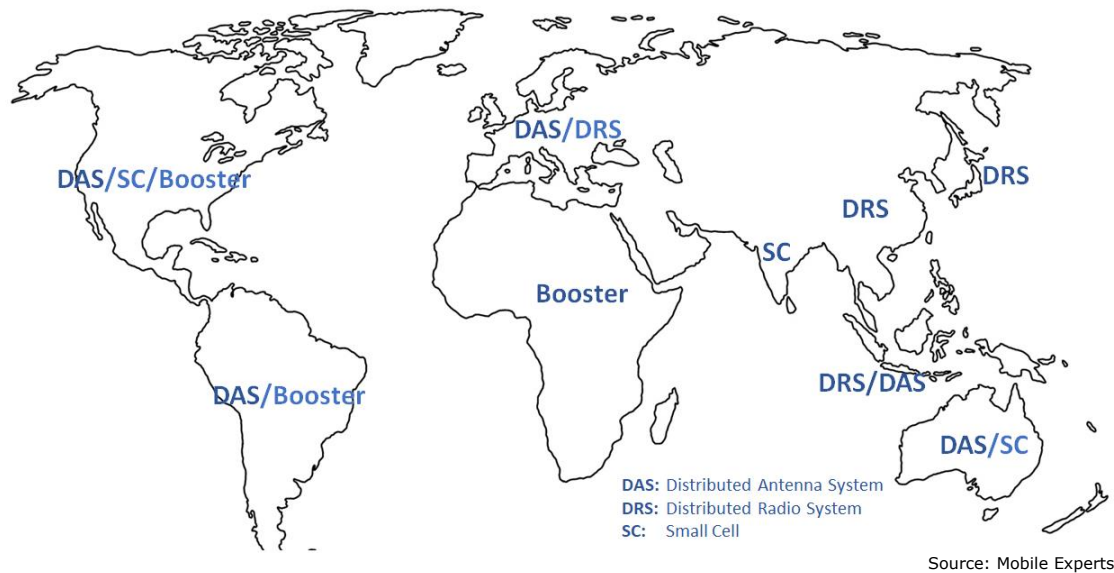 DAS/DRS
DAS/SC/Booster
DRS
DRS
SC
Booster
DRS/DAS
DAS/Booster
DAS/SC
DAS: Distributed Antenna System
DRS: Distributed Radio System
SC: Small Cell
Source: Mobile Experts